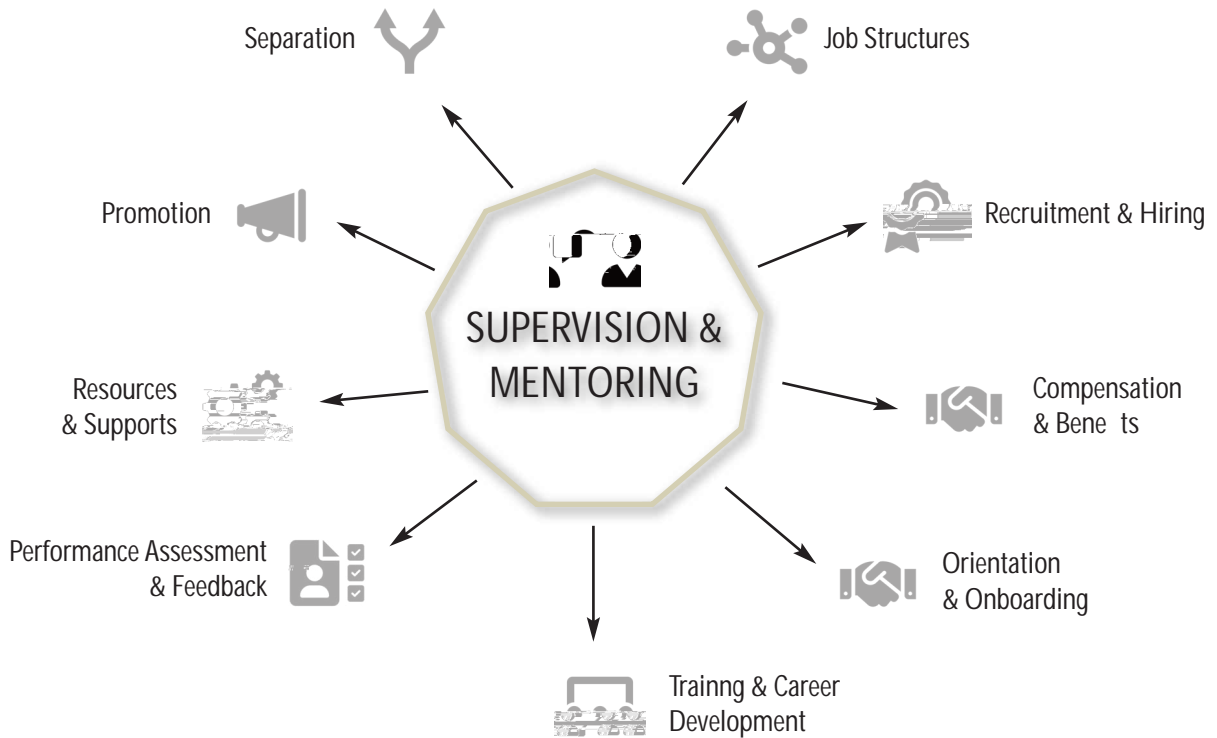 Separation
Job Structures
Promotion
Recruitment & Hiring
SUPERVISION &
MENTORING
Resources
& Supports
Compensation
& Bene ts
Performance Assessment
& Feedback
Orientation
& Onboarding
Trainng & Career
Development